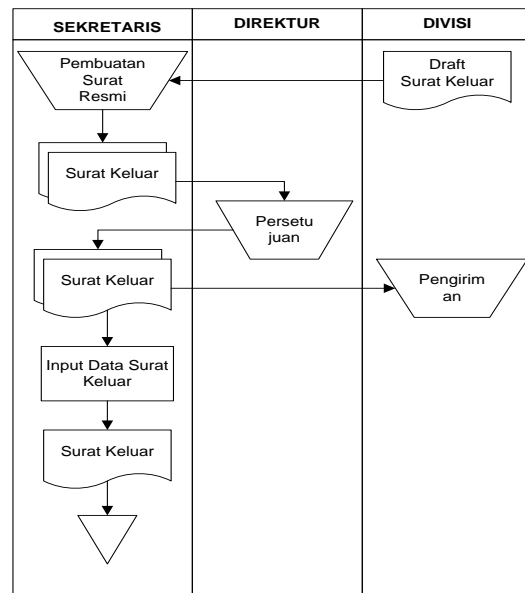 SEKRETARIS
DIREKTUR
DIVISI
Pembuatan
Surat
Resmi
Draft
Surat Keluar
Surat Keluar
Persetu
juan
Surat Keluar
Pengirim
an
Input Data Surat
Keluar
Surat Keluar